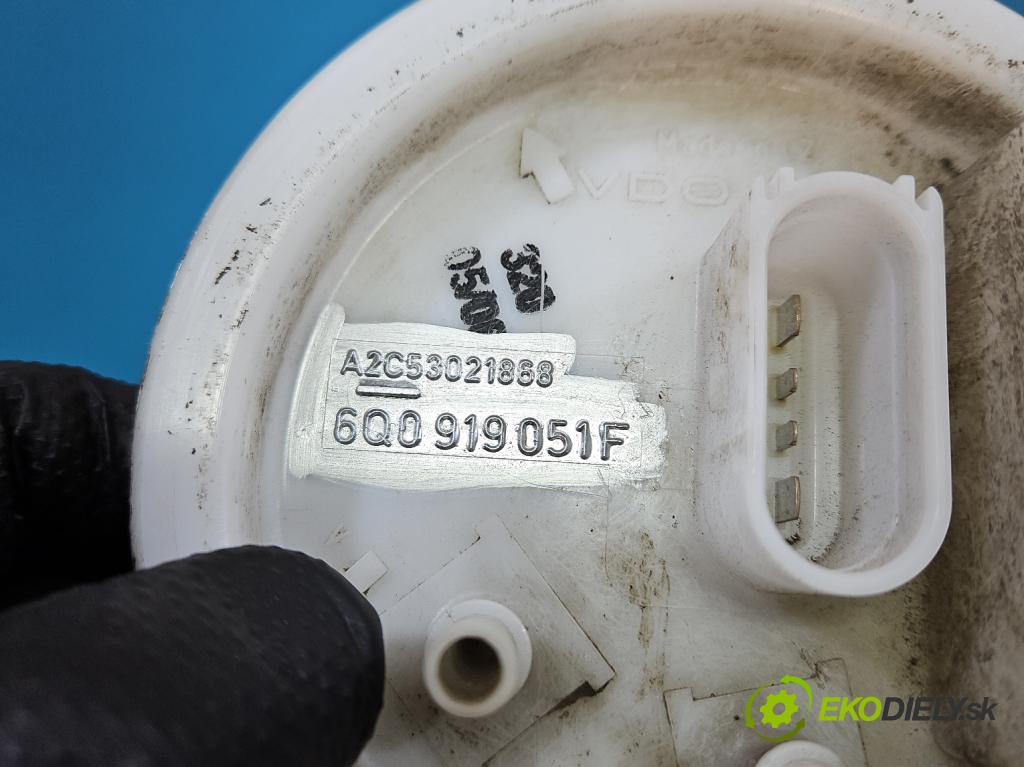 VDO
A2C53021868
6Q0 919 051F
EKODIELY.sk